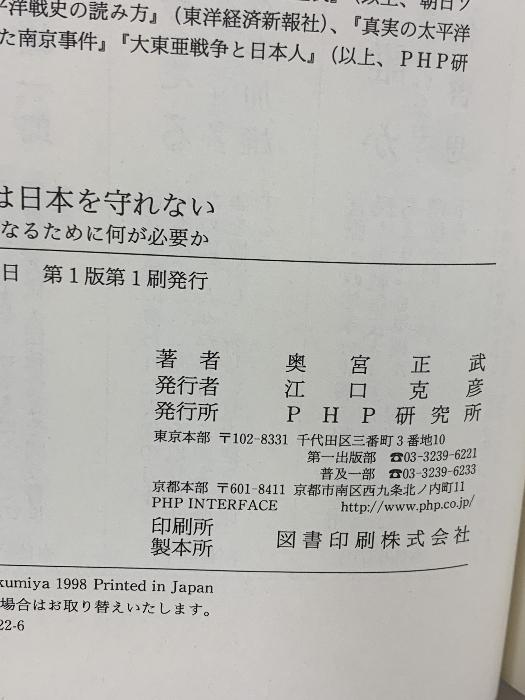 平洋戦史の読み方』（東洋経済新報社）、『真実の太平洋
た南京事件』『大東亜戦争と日本人』（以上、ＰＨＰ研
は日本を守れない
なるために何が必要か
日 第１版第１刷発行
著者 奥宮正武
発行者 江口克彦
発行所 ＰＨＰ研究所
東京本部 〒102-8331 千代田区三番町３番地10
第一出版部 ☎03-3239-6221
普及一部 ☎03-3239-6233
京都本部 〒601-8411 京都市南区西九条北ノ内町11
PHP INTERFACE http://www.php.co.jp/
印刷所
製本所 図書印刷株式会社
kumiya 1998 Printed in Japan
場合はお取り替えいたします。
22-6